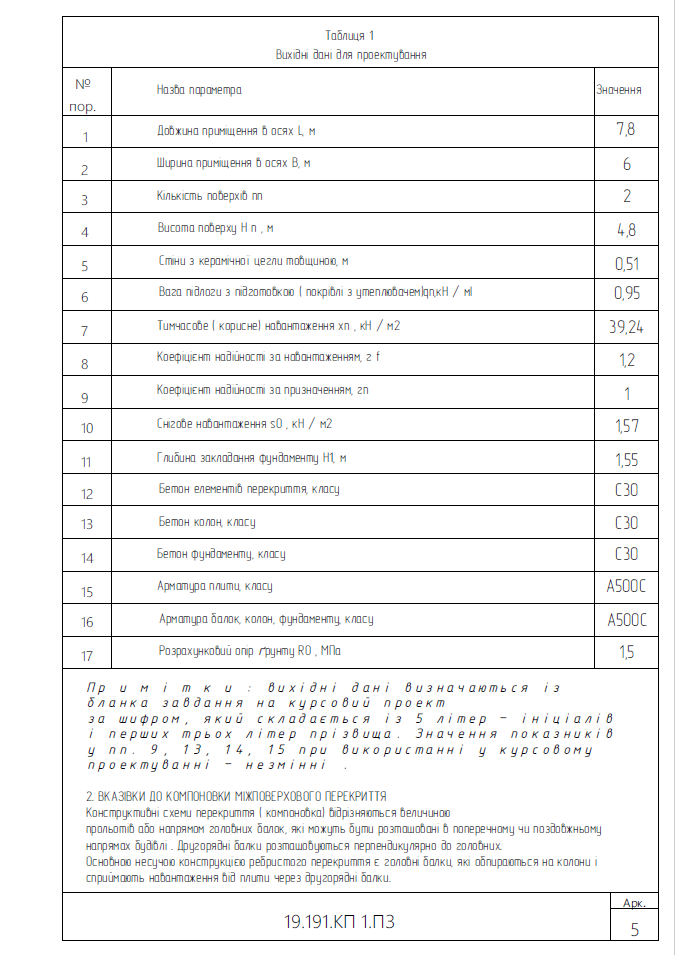 Таблиця 1
Вихідні дані для проектування
№ пор. Назва параметра Значення
1 Довжина приміщення в осях L, м 7,8
2 Ширина приміщення в осях B, м 6
3 Кількість поверхів nn 2
4 Висота поверху Н п , м 4,8
5 Стіни з керамічної цегли товщиною, м 0,51
6 Вага підлоги з підготовкою ( покрівлі з утеплювачем)qn,кН / м| 0,95
7 Тимчасове ( корисне) навантаження xn , кН / м2 39,24
8 Коефіцієнт надійності за навантаженням, г f 1,2
9 Коефіцієнт надійності за призначенням, гn 1
10 Снігове навантаження s0 , кН / м2 1,57
11 Глибина закладання фундаменту Н1, м 1,55
12 Бетон елементів перекриття, класу С30
13 Бетон колон, класу С30
14 Бетон фундаменту, класу С30
15 Арматура плити, класу А500С
16 Арматура балок, колон, фундаменту, класу А500С
17 Розрахунковий опір ґрунту R0 , МПа 1,5
Примітки: вихідні дані визначаються із
бланка завдання на курсовий проект
за шифром, який складається із 5 літер – ініціалів
і перших трьох літер прізвища. Значення показників
у пп. 9, 13, 14, 15 при використанні у курсовому
проектуванні – незмінні .
2. ВКАЗІВКИ ДО КОМПОНОВКИ МІЖПОВЕРХОВОГО ПЕРЕКРИТТЯ
Конструктивні схеми перекриття ( компоновка) відрізняються величиною
прольотів або напрямом головних балок, які можуть бути розташовані в поперечному чи поздовжньому
напрямах будівлі . Другорядні балки розташовуються перпендикулярно до головних.
Основною несучою конструкцією ребристого перекриття є головні балки, які обпираються на колони і
сприймають навантаження від плити через другорядні балки.
19.191.КП 1.ПЗ
Арк.
5